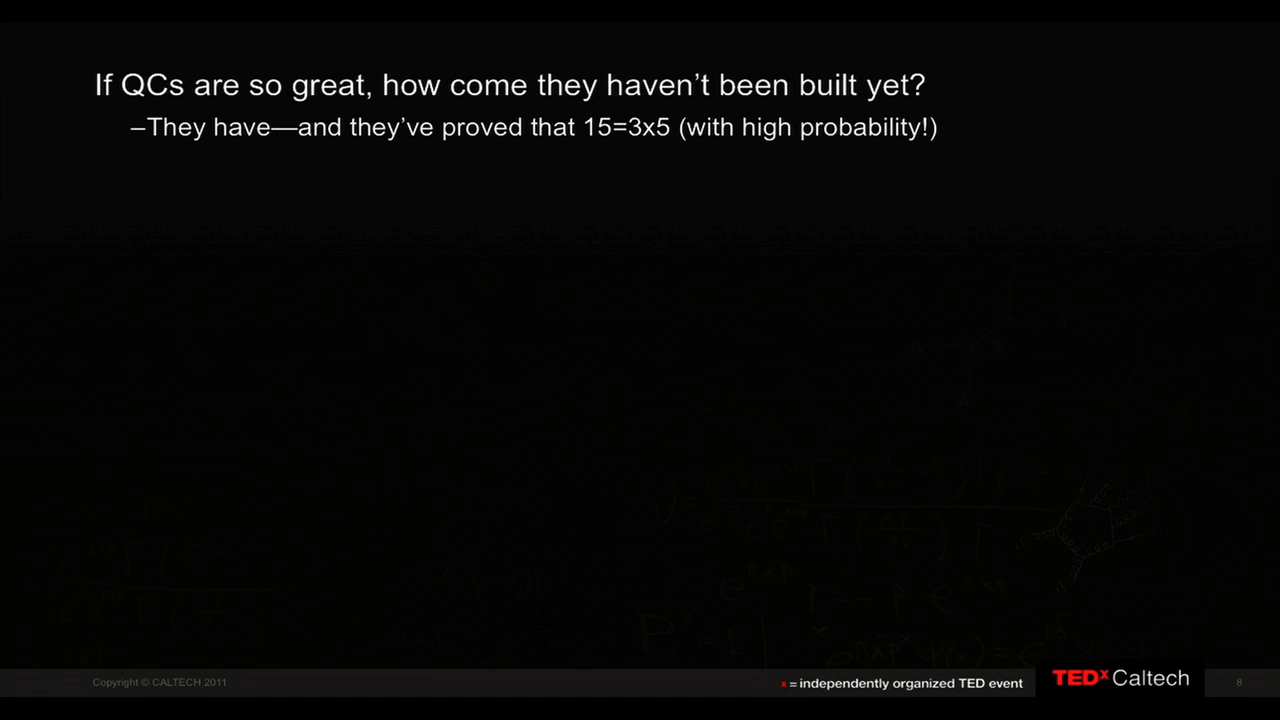 If QCs are so great, how come they haven’t been built yet?
–They have—and they’ve proved that 15=3x5 (with high probability!)
Copyright © CALTECH 2011
x = independently organized TED event
TEDx Caltech
8